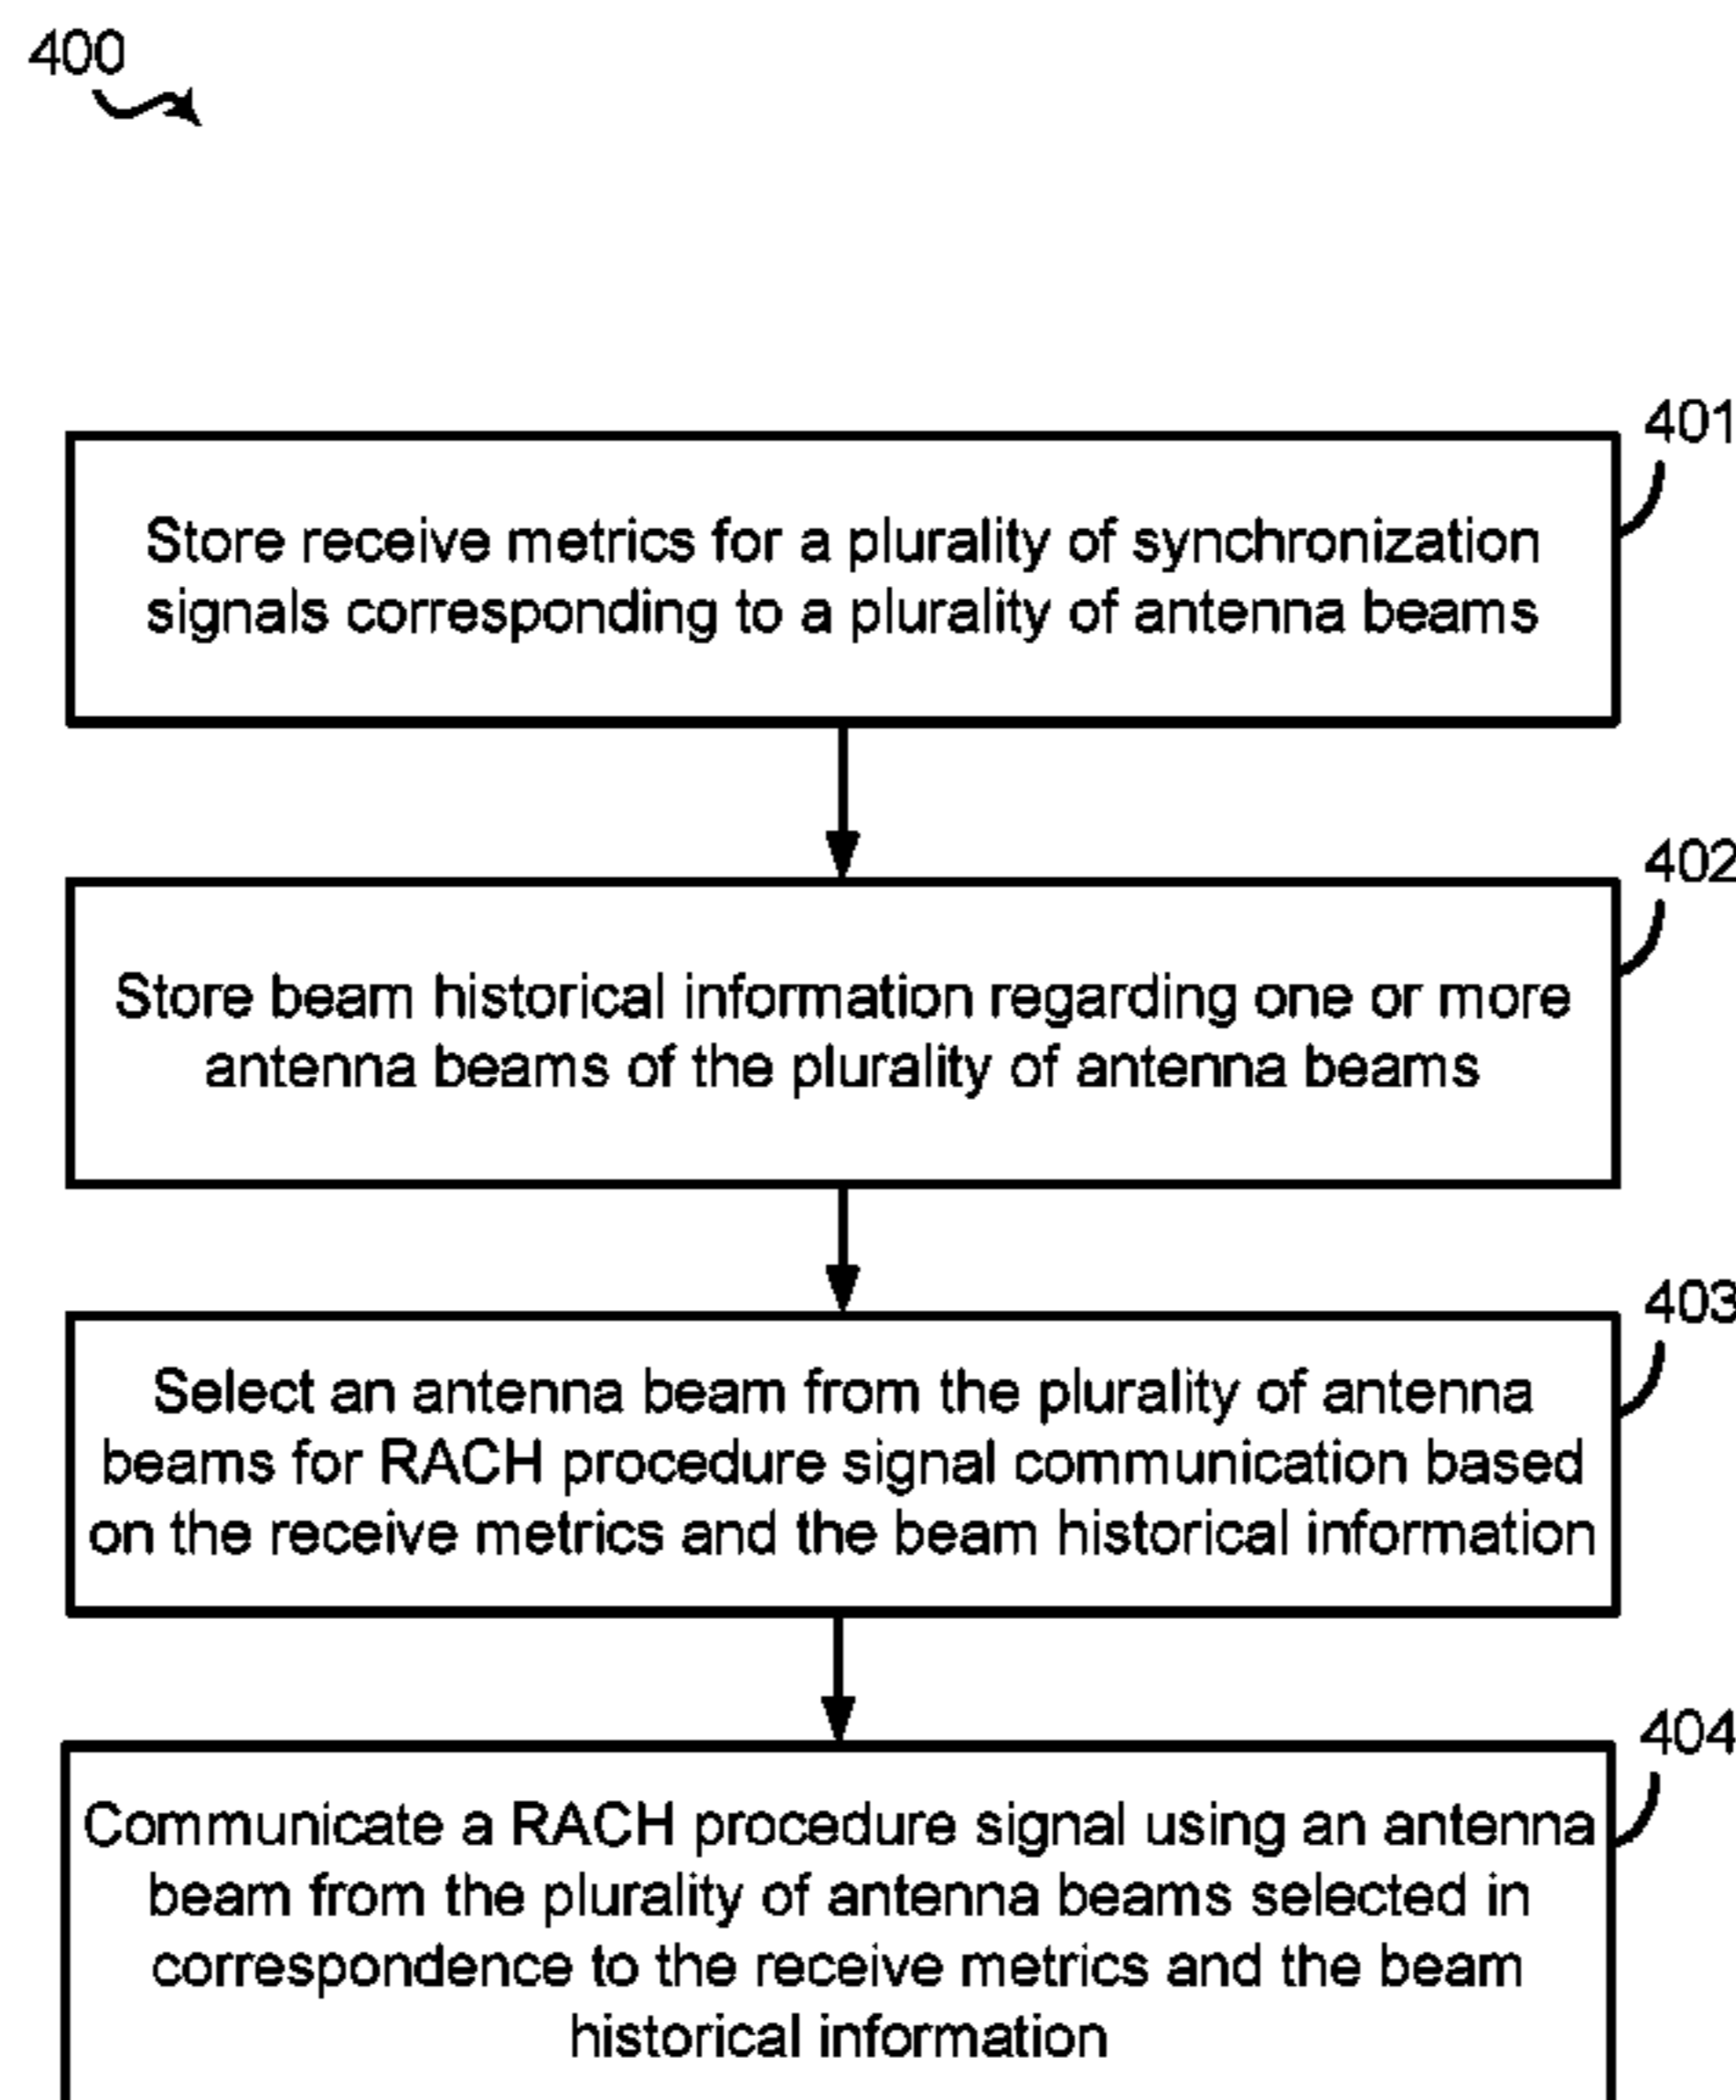 400
401
Store receive metrics for a plurality of synchronization
signals corresponding to a plurality of antenna beams
402
Store beam historical information regarding one or more
antenna beams of the plurality of antenna beams
403
Select an antenna beam from the plurality of antenna
beams for RACH procedure signal communication based
on the receive metrics and the beam historical information
404
Communicate a RACH procedure signal using an antenna
beam from the plurality of antenna beams selected in
correspondence to the receive metrics and the beam
historical information